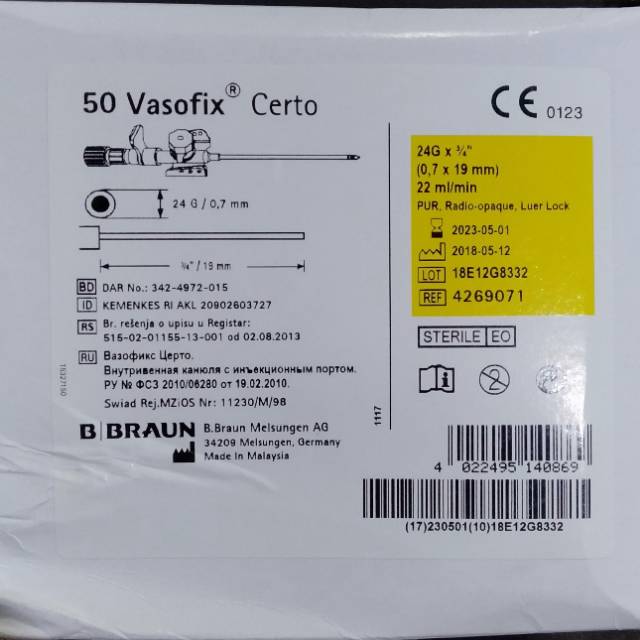 50 Vasofix® Certo
CE 0123
24G x ¾"
(0,7 x 19 mm)
22 ml/min
PUR, Radio-opaque, Luer Lock
2023-05-01
2018-05-12
LOT 18E12G8332
REF 4269071
STERILE EO
24 G / 0,7 mm
¾" / 19 mm
BD DAR No.: 342-4972-015
ID KEMENKES RI AKL 20902603727
RS Br. rešenja o upisu u Registar:
515-02-01155-13-001 od 02.08.2013
RU Вазофикс Церто.
Внутривенная канюля с инъекционным портом.
РУ № ФСЗ 2010/06280 от 19.02.2010.
Swiad Rej.MZiOS Nr: 11230/M/98
B|BRAUN
B.Braun Melsungen AG
34209 Melsungen, Germany
Made in Malaysia
1117
4 022495 140869
(17)230501(10)18E12G8332